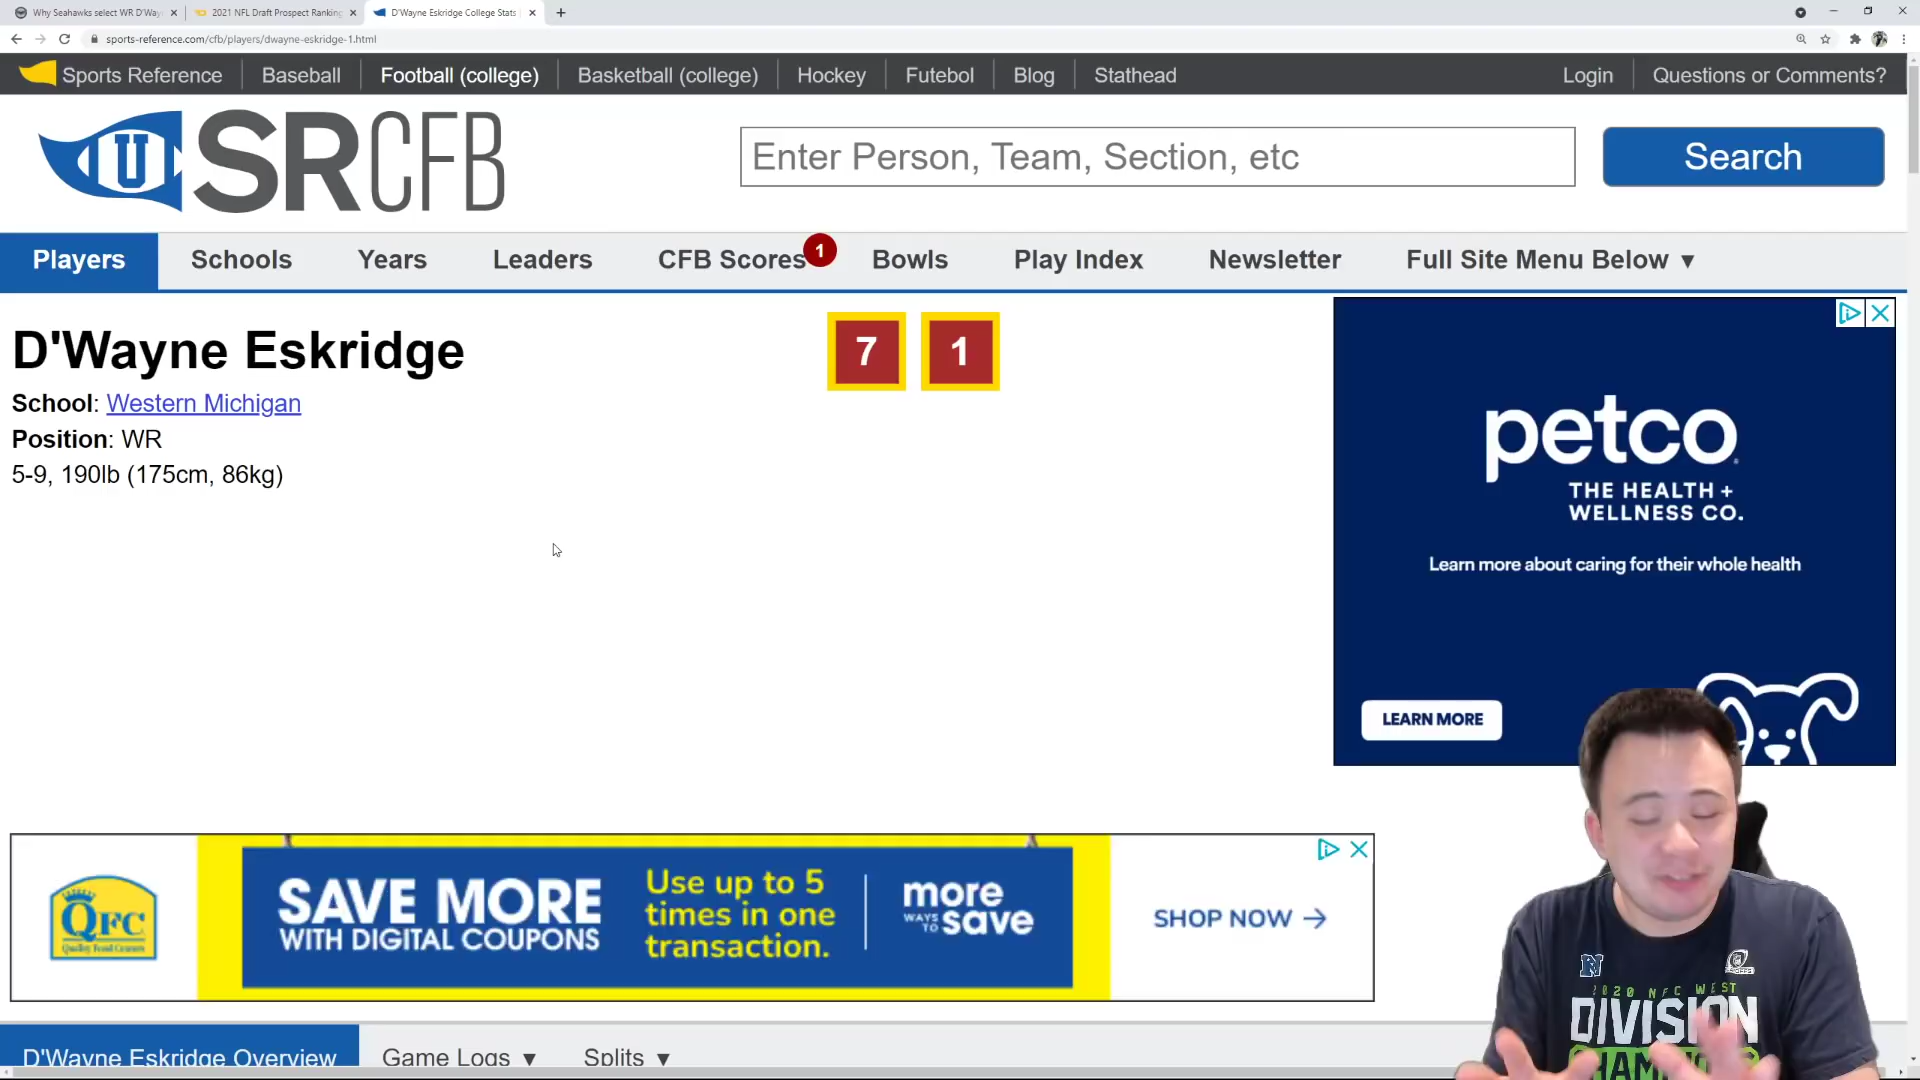 Why Seahawks select WR D'Way
2021 NFL Draft Prospect Ranking
D'Wayne Eskridge College Stats
sports-reference.com/cfb/players/dwayne-eskridge-1.html
Sports Reference
Baseball
Football (college)
Basketball (college)
Hockey
Futebol
Blog
Stathead
Login
Questions or Comments?
U SRCFB
Enter Person, Team, Section, etc
Search
Players
Schools
Years
Leaders
CFB Scores 1
Bowls
Play Index
Newsletter
Full Site Menu Below ▼
D'Wayne Eskridge
7 1
School: Western Michigan
Position: WR
5-9, 190lb (175cm, 86kg)
petco
THE HEALTH +
WELLNESS CO.
Learn more about caring for their whole health
LEARN MORE
QFC
Quality Food Centers
SAVE MORE
WITH DIGITAL COUPONS
Use up to 5
times in one
transaction.
more
WAYS TO save
SHOP NOW →
2020 NFC WEST
DIVISION
D'Wayne Eskridge Overview
Game Logs ▼
Splits ▼